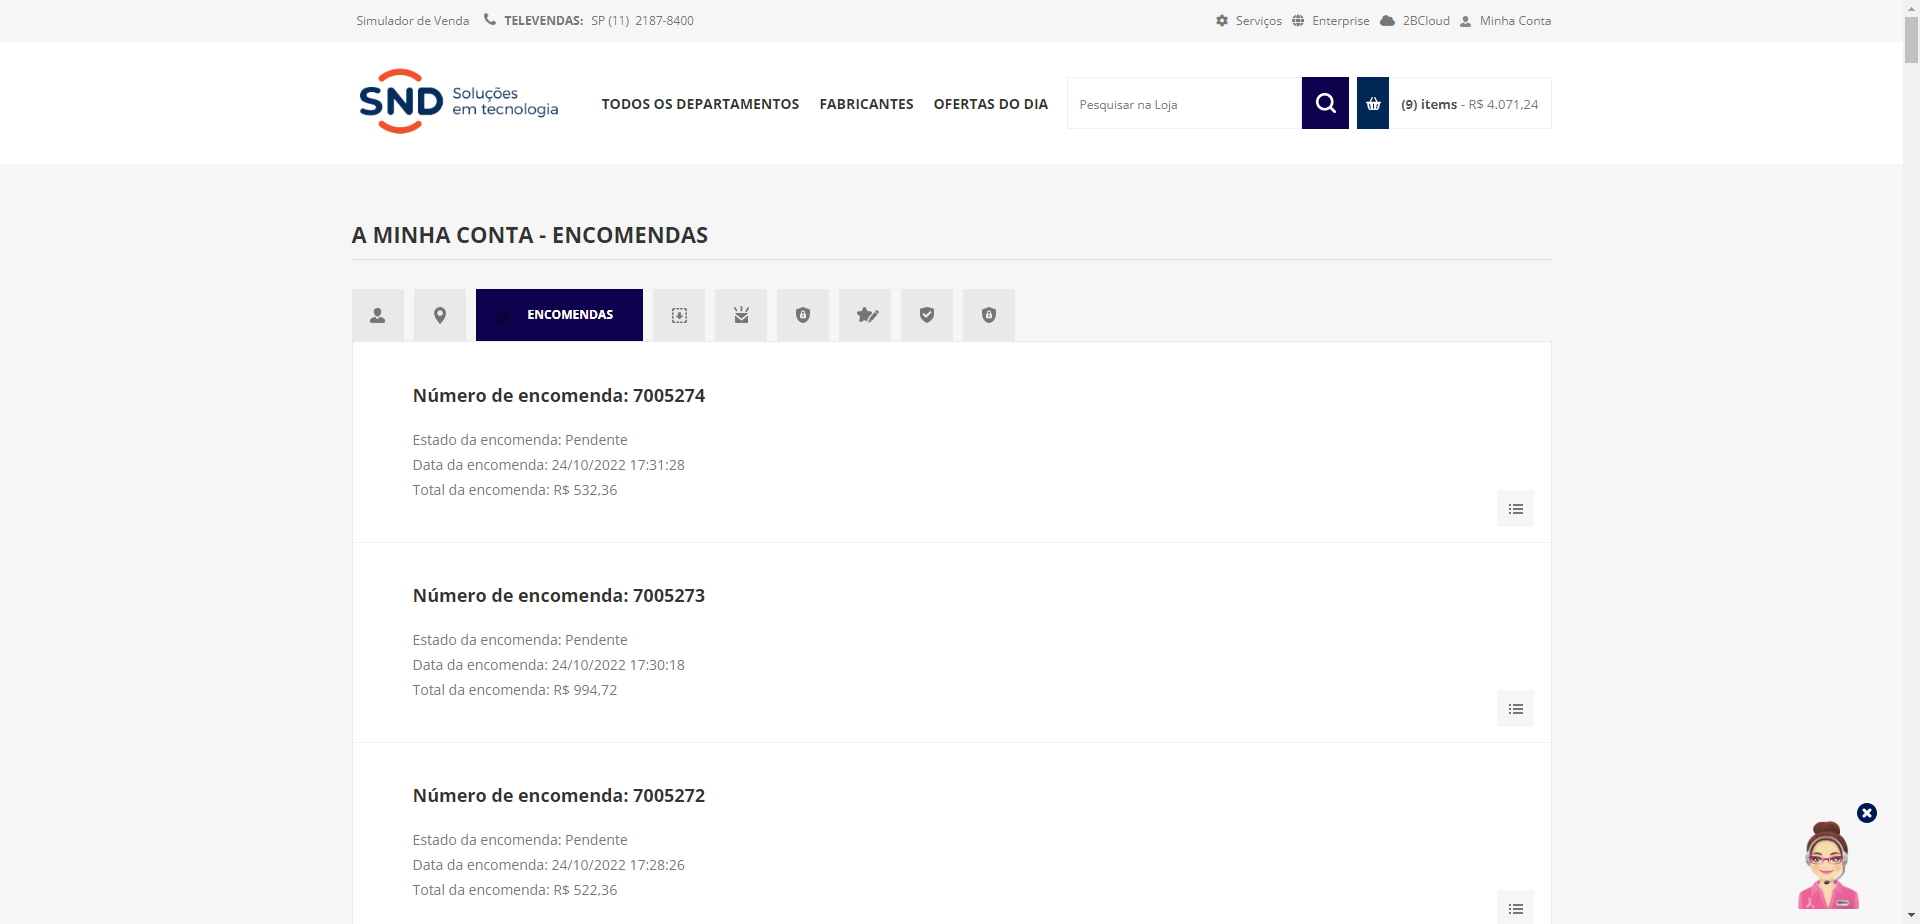 Simulador de Venda TELEVENDAS: SP (11) 2187-8400 Serviços Enterprise 2BCloud Minha Conta
SND Soluções em tecnologia
TODOS OS DEPARTAMENTOS FABRICANTES OFERTAS DO DIA Pesquisar na Loja (9) items - R$ 4.071,24
A MINHA CONTA - ENCOMENDAS
ENCOMENDAS
Número de encomenda: 7005274
Estado da encomenda: Pendente
Data da encomenda: 24/10/2022 17:31:28
Total da encomenda: R$ 532,36
Número de encomenda: 7005273
Estado da encomenda: Pendente
Data da encomenda: 24/10/2022 17:30:18
Total da encomenda: R$ 994,72
Número de encomenda: 7005272
Estado da encomenda: Pendente
Data da encomenda: 24/10/2022 17:28:26
Total da encomenda: R$ 522,36